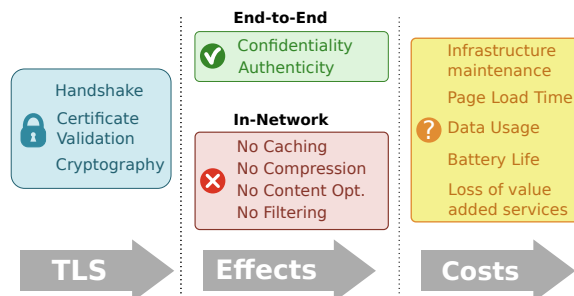 Handshake
Certificate
Validation
Cryptography
TLS
End-to-End
Confidentiality
Authenticity
In-Network
No Caching
No Compression
No Content Opt.
No Filtering
Effects
Infrastructure
maintenance
Page Load Time
?
Data Usage
Battery Life
Loss of value
added services
Costs